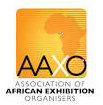 AAXO
ASSOCIATION OF
AFRICAN EXHIBITION
ORGANISERS